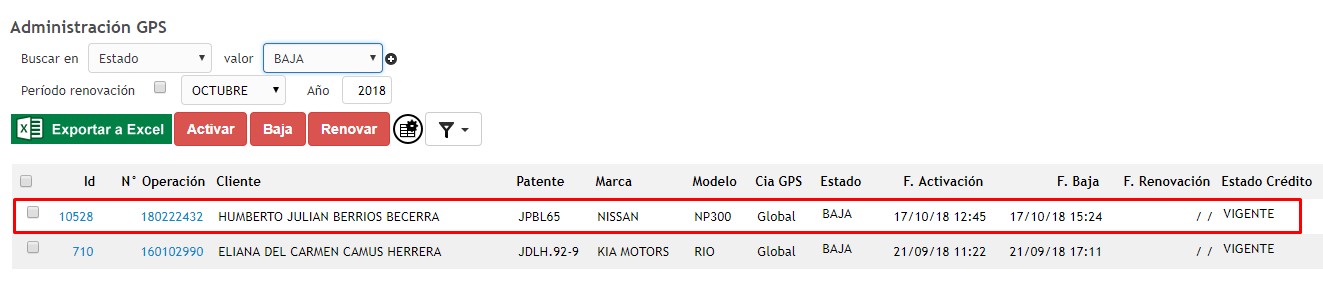 Administración GPS
Buscar en Estado valor BAJA
Período renovación OCTUBRE Año 2018
Exportar a Excel Activar Baja Renovar
Id N° Operación Cliente Patente Marca Modelo Cia GPS Estado F. Activación F. Baja F. Renovación Estado Crédito
10528 180222432 HUMBERTO JULIAN BERRIOS BECERRA JPBL65 NISSAN NP300 Global BAJA 17/10/18 12:45 17/10/18 15:24 / / VIGENTE
710 160102990 ELIANA DEL CARMEN CAMUS HERRERA JDLH.92-9 KIA MOTORS RIO Global BAJA 21/09/18 11:22 21/09/18 17:11 / / VIGENTE